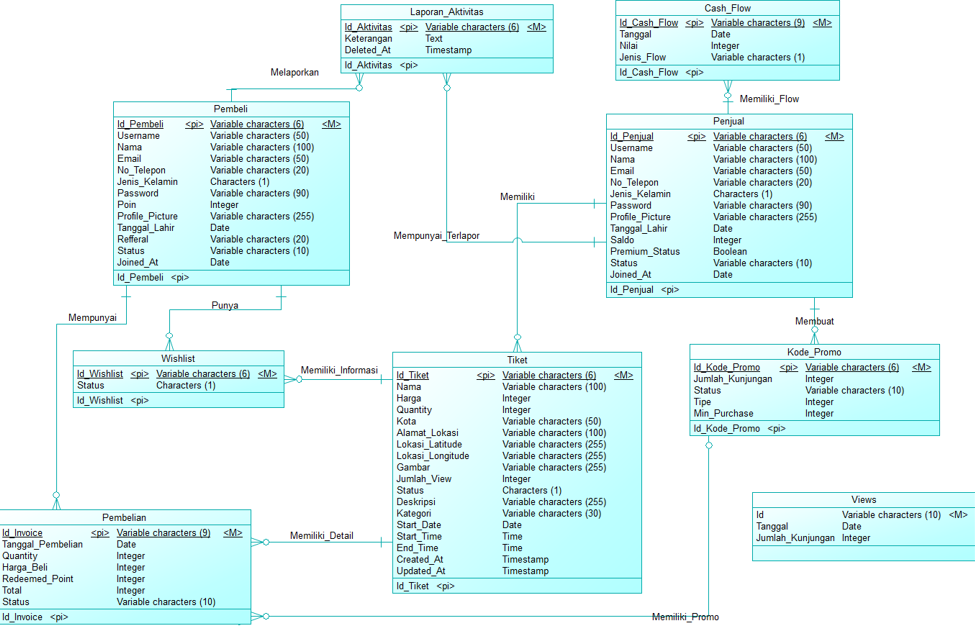 Laporan_Aktivitas
Id_Aktivitas <pi> Variable characters (6) <M>
Keterangan Text
Deleted_At Timestamp
Id_Aktivitas <pi>
Cash_Flow
Id_Cash_Flow <pi> Variable characters (9) <M>
Tanggal Date
Nilai Integer
Jenis_Flow Variable characters (1)
Id_Cash_Flow <pi>
Melaporkan
Memiliki_Flow
Pembeli
Id_Pembeli <pi> Variable characters (6) <M>
Username Variable characters (50)
Nama Variable characters (100)
Email Variable characters (50)
No_Telepon Variable characters (20)
Jenis_Kelamin Characters (1)
Password Variable characters (90)
Poin Integer
Profile_Picture Variable characters (255)
Tanggal_Lahir Date
Refferal Variable characters (20)
Status Variable characters (10)
Joined_At Date
Id_Pembeli <pi>
Penjual
Id_Penjual <pi> Variable characters (6) <M>
Username Variable characters (50)
Nama Variable characters (100)
Email Variable characters (50)
No_Telepon Variable characters (20)
Jenis_Kelamin Characters (1)
Password Variable characters (90)
Profile_Picture Variable characters (255)
Tanggal_Lahir Date
Saldo Integer
Premium_Status Boolean
Status Variable characters (10)
Joined_At Date
Id_Penjual <pi>
Memiliki
Mempunyai_Terlapor
Punya
Mempunyai
Membuat
Wishlist
Id_Wishlist <pi> Variable characters (6) <M>
Status Characters (1)
Id_Wishlist <pi>
Memiliki_Informasi
Tiket
Id_Tiket <pi> Variable characters (6) <M>
Nama Variable characters (100)
Harga Integer
Quantity Integer
Kota Variable characters (50)
Alamat_Lokasi Variable characters (100)
Lokasi_Latitude Variable characters (255)
Lokasi_Longitude Variable characters (255)
Gambar Variable characters (255)
Jumlah_View Integer
Status Characters (1)
Deskripsi Variable characters (255)
Kategori Variable characters (30)
Start_Date Date
Start_Time Time
End_Time Time
Created_At Timestamp
Updated_At Timestamp
Id_Tiket <pi>
Kode_Promo
Id_Kode_Promo <pi> Variable characters (6) <M>
Jumlah_Kunjungan Integer
Status Variable characters (10)
Tipe Integer
Min_Purchase Integer
Id_Kode_Promo <pi>
Views
Id Variable characters (10) <M>
Tanggal Date
Jumlah_Kunjungan Integer
Pembelian
Id_Invoice <pi> Variable characters (9) <M>
Tanggal_Pembelian Date
Quantity Integer
Harga_Beli Integer
Redeemed_Point Integer
Total Integer
Status Variable characters (10)
Id_Invoice <pi>
Memiliki_Detail
Memiliki_Promo